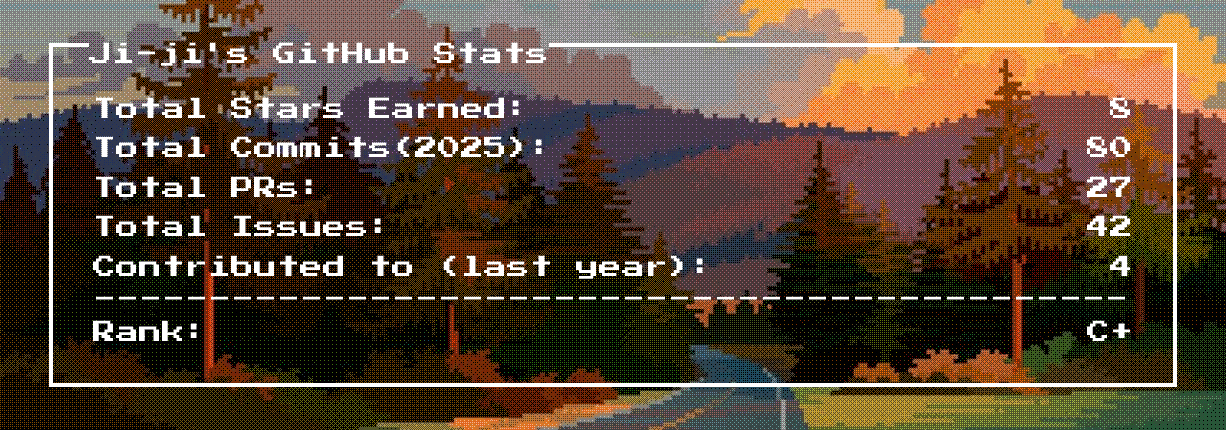 Ji-ji's GitHub Stats
Total Stars Earned: 8
Total Commits(2025): 80
Total PRs: 27
Total Issues: 42
Contributed to (last year): 4
Rank: C+